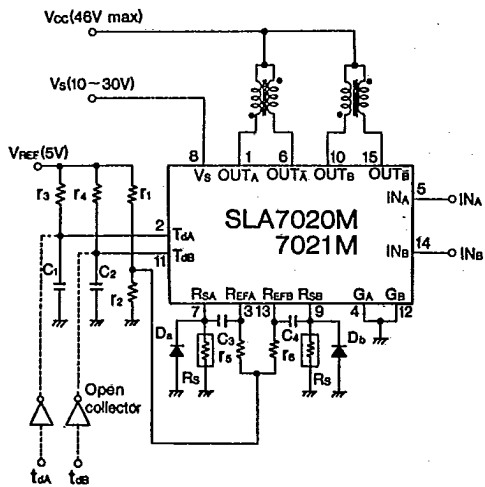 Vcc(46V max)
Vs(10~30V)
VREF(5V)
8
1
6
10
15
Vs
OUTA
OUTA̅
OUTB
OUTB̅
r3
r4
r1
5
INA
INA
2
TdA
SLA7020M
7021M
14
INB
INB
11
TdB
C1
C2
r2
RSA
REFA
REFB
RSB
GA
GB
7
3
13
9
4
12
Da
C3
C4
Db
r5
r6
Rs
Rs
Open
collector
tdA
tdB